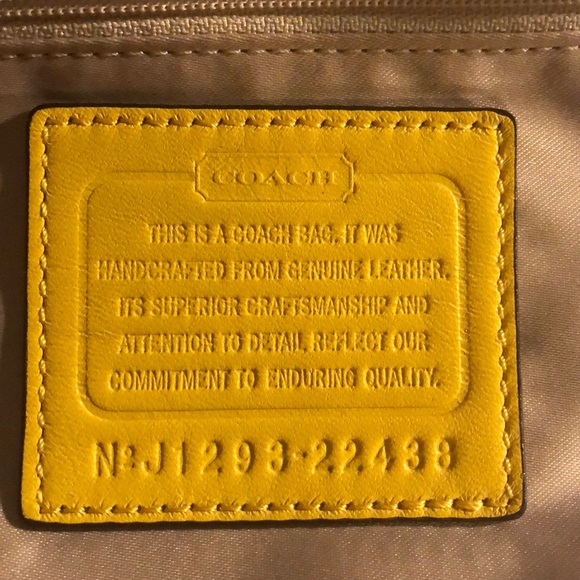 COACH
THIS IS A COACH BAG. IT WAS
HANDCRAFTED FROM GENUINE LEATHER.
ITS SUPERIOR CRAFTSMANSHIP AND
ATTENTION TO DETAIL REFLECT OUR
COMMITMENT TO ENDURING QUALITY.
Nº J1293-22438